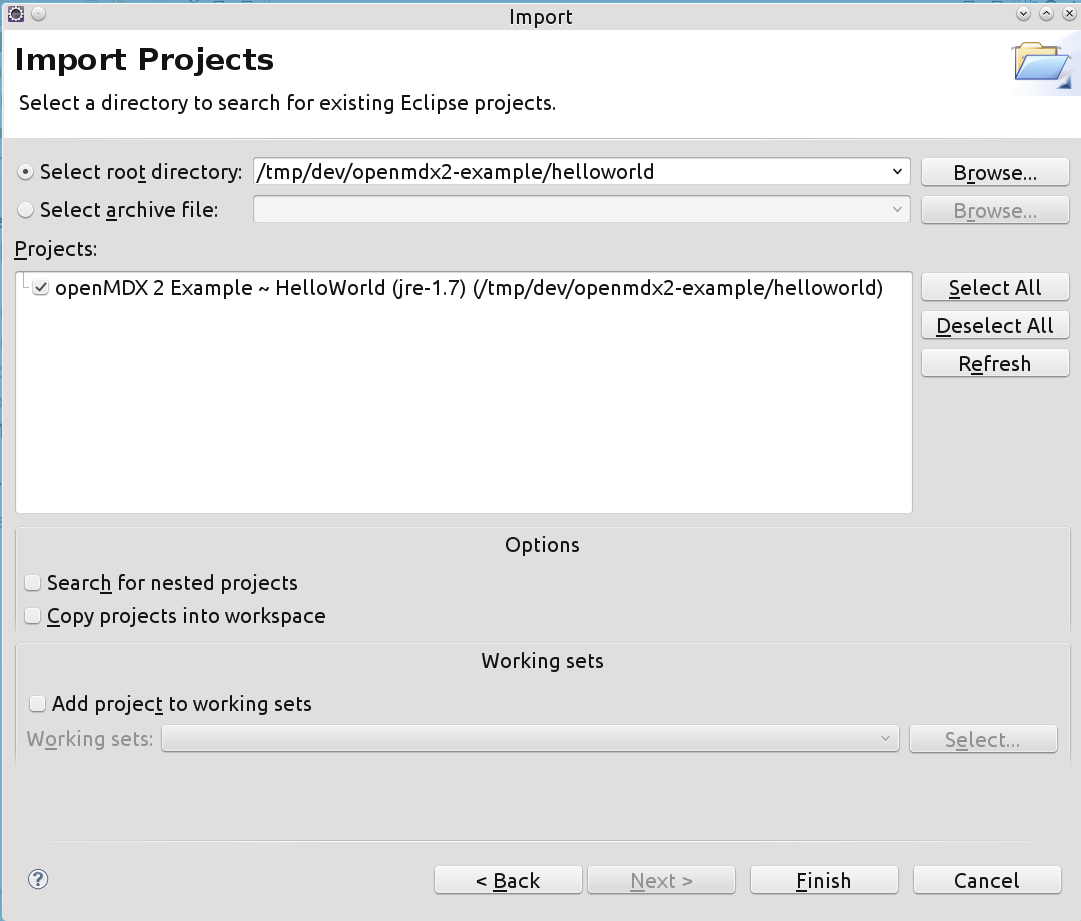 Import
Import Projects
Select a directory to search for existing Eclipse projects.
Select root directory: /tmp/dev/openmdx2-example/helloworld Browse...
Select archive file: Browse...
Projects:
openMDX 2 Example ~ HelloWorld (jre-1.7) (/tmp/dev/openmdx2-example/helloworld) Select All
Deselect All
Refresh
Options
Search for nested projects
Copy projects into workspace
Working sets
Add project to working sets
Working sets: Select...
? < Back Next > Finish Cancel